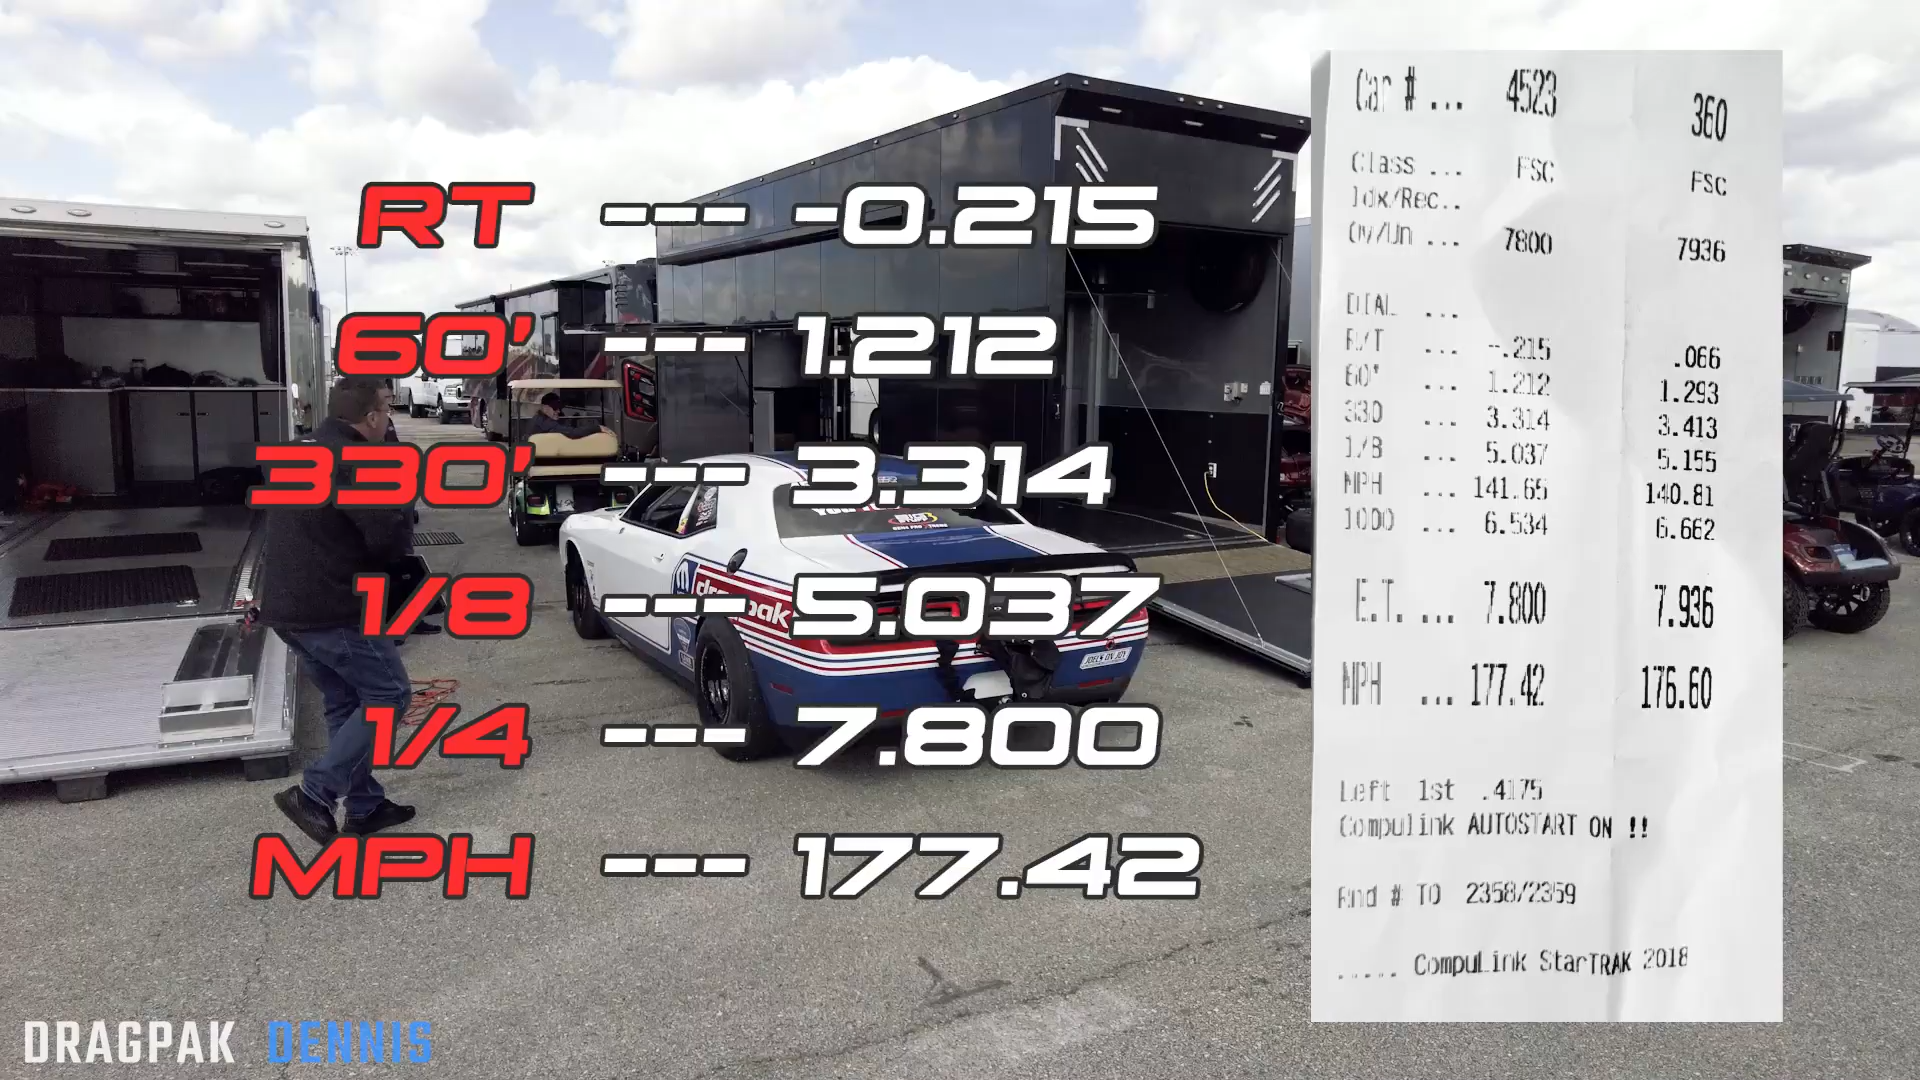 RT --- -0.215
60' --- 1.212
330' --- 3.314
1/8 --- 5.037
1/4 --- 7.800
MPH --- 177.42
Car # ... 4523 360
Class ... FSC FSC
Idx/Rec..
Ov/Un ... 7800 7936
DIAL ...
R/T ... -.215 .066
60" ... 1.212 1.293
330 ... 3.314 3.413
1/8 ... 5.037 5.155
MPH ... 141.65 140.81
1000 ... 6.534 6.662
E.T. ... 7.800 7.936
MPH ... 177.42 176.60
Left 1st .4175
Compulink AUTOSTART ON !!
Rnd # TO 2358/2359
..... CompuLink StarTRAK 2018
dragpak
JOEL'S ON JOY
DRAGPAK DENNIS